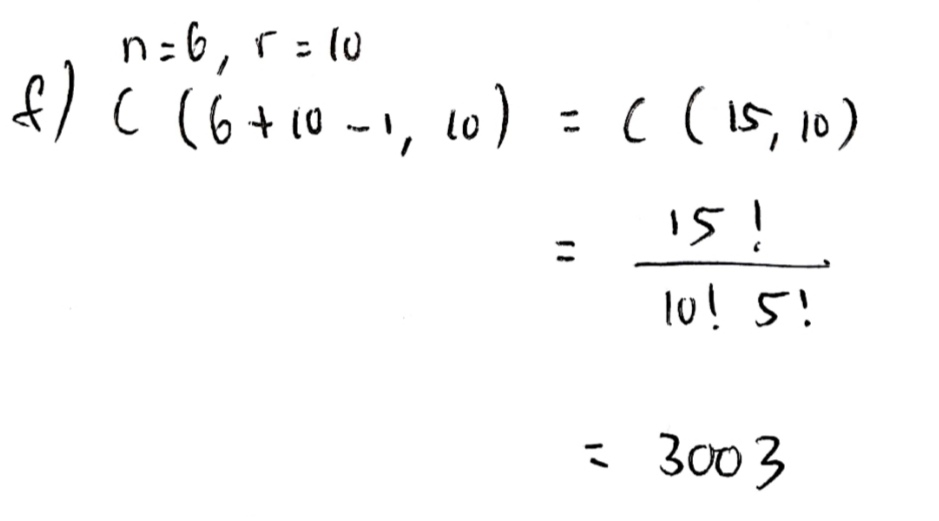 n=6, r=10
f) C (6+10-1, 10) = C (15, 10)
= 15!
10! 5!
= 3003